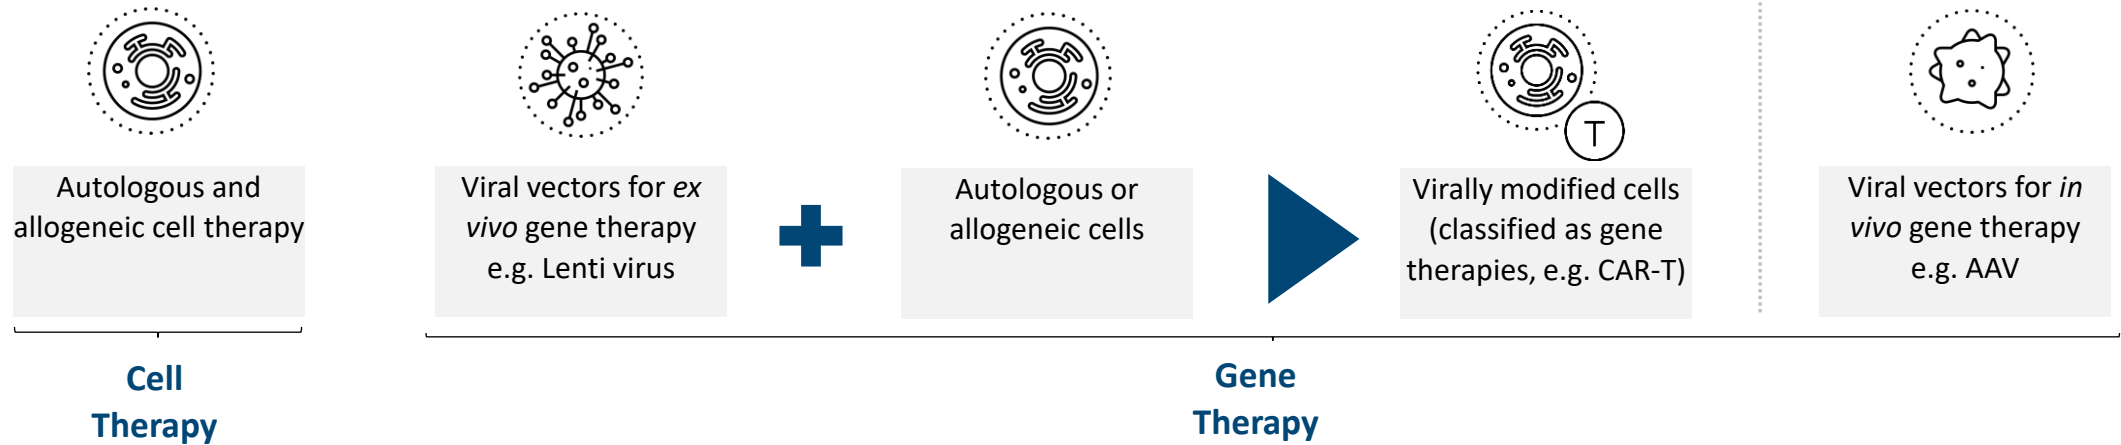 Autologous and
allogeneic cell therapy
Viral vectors for ex
vivo gene therapy
e.g. Lenti virus
Autologous or
allogeneic cells
T
Virally modified cells
(classified as gene
therapies, e.g. CAR-T)
Viral vectors for in
vivo gene therapy
e.g. AAV
Cell
Therapy
Gene
Therapy